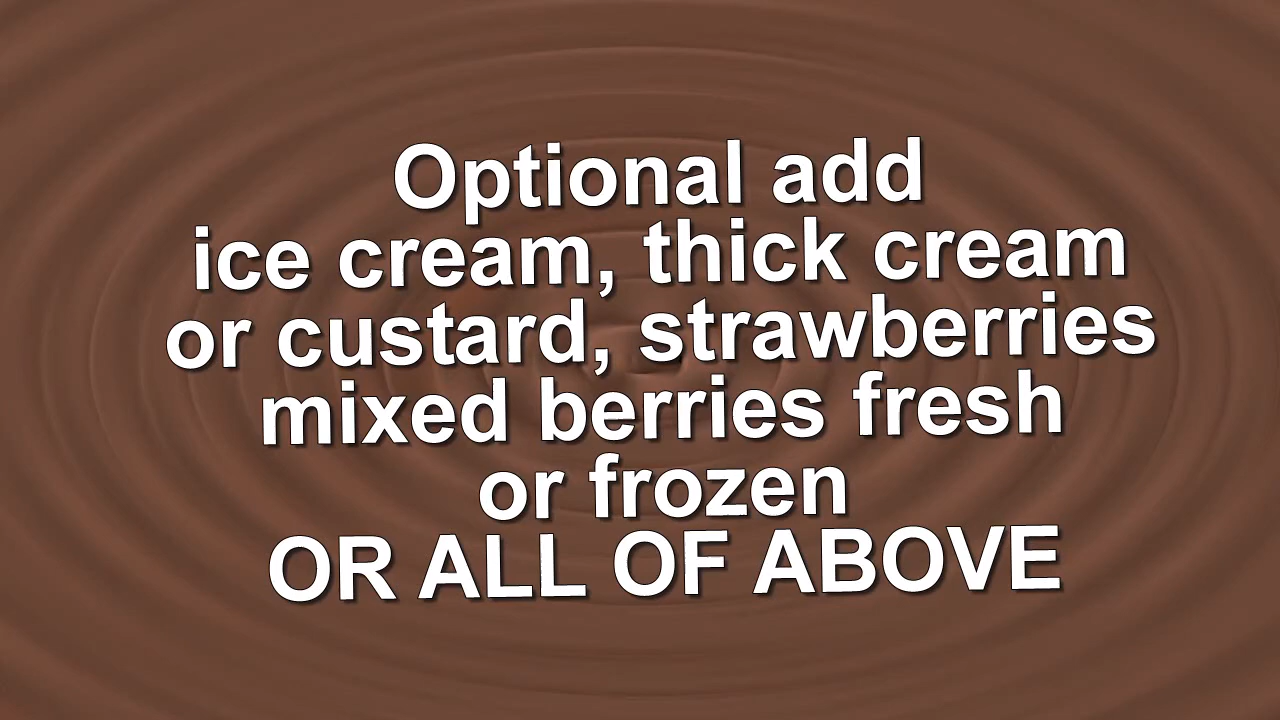 Optional add
ice cream, thick cream
or custard, strawberries
mixed berries fresh
or frozen
OR ALL OF ABOVE